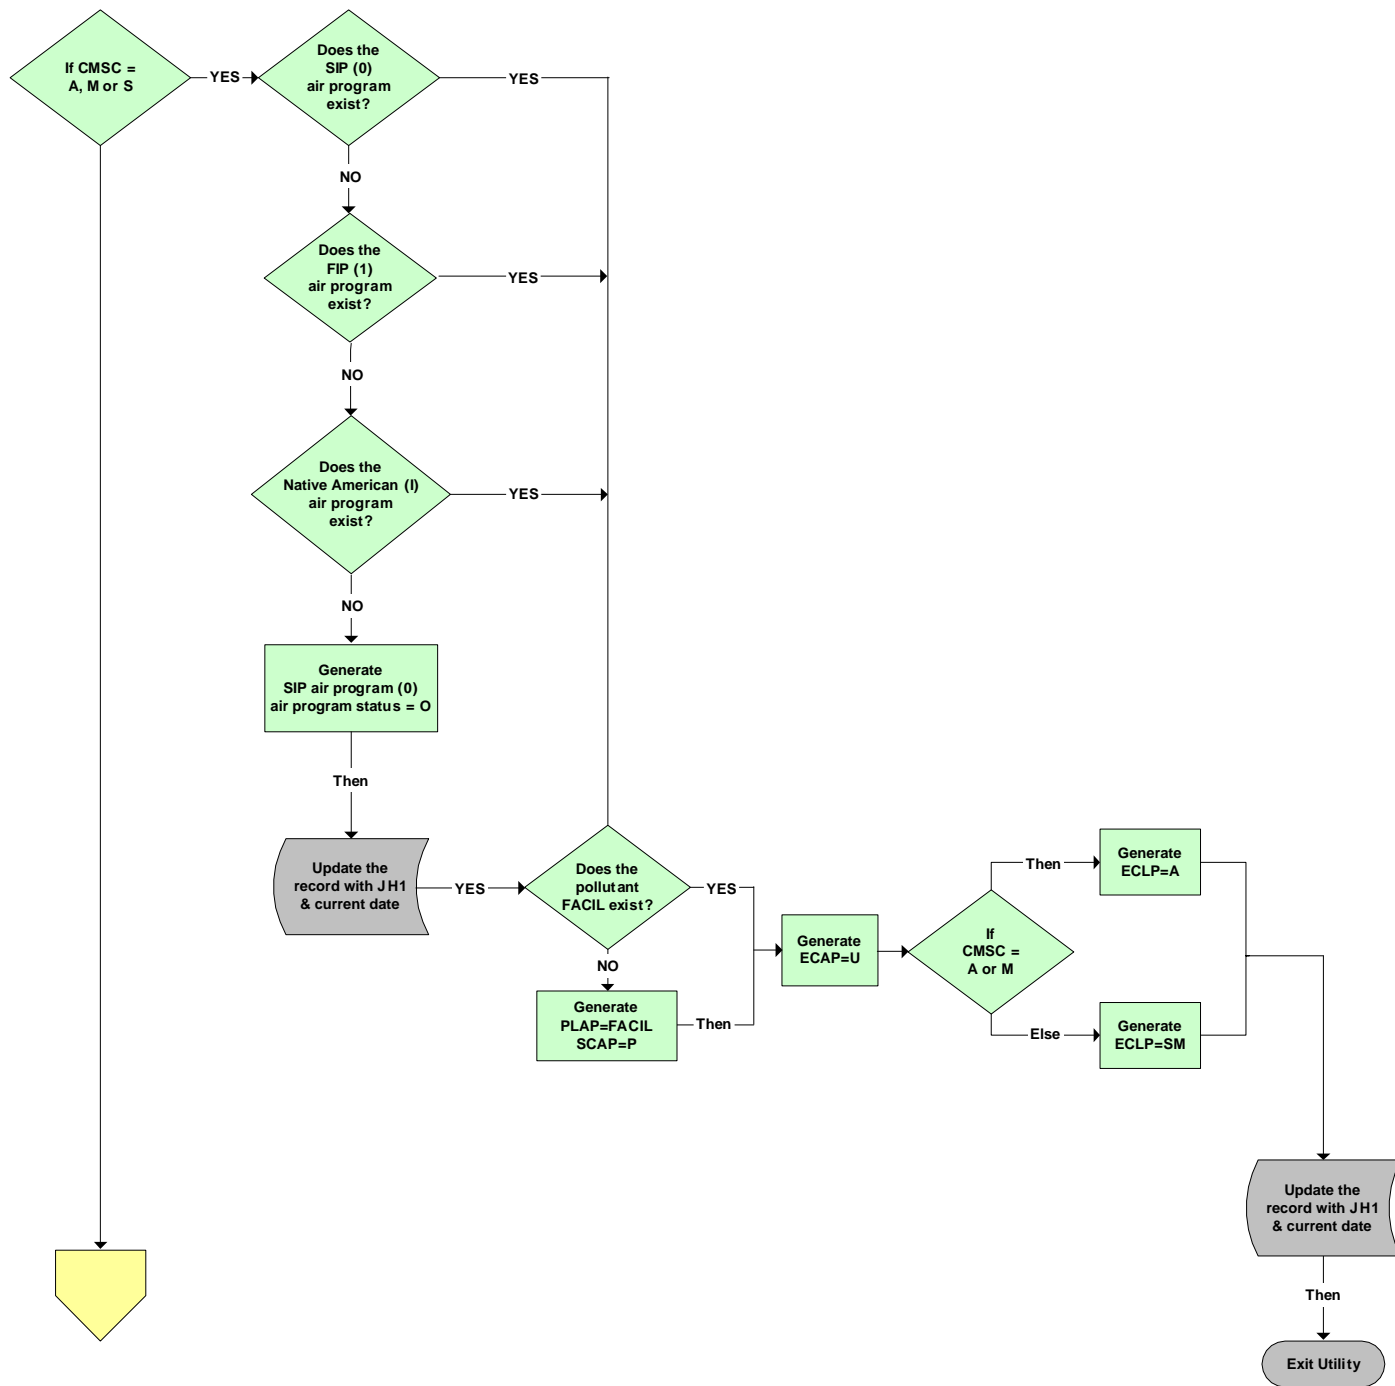 If CMSC =
A, M or S
YES
Does the
SIP (0)
air program
exist?
YES
NO
Does the
FIP (1)
air program
exist?
YES
NO
Does the
Native American (I)
air program
exist?
YES
NO
Generate
SIP air program (0)
air program status = O
Then
Update the
record with JH1
& current date
YES
Does the
pollutant
FACIL exist?
YES
NO
Generate
PLAP=FACIL
SCAP=P
Then
Generate
ECAP=U
If
CMSC =
A or M
Then
Generate
ECLP=A
Else
Generate
ECLP=SM
Update the
record with JH1
& current date
Then
Exit Utility